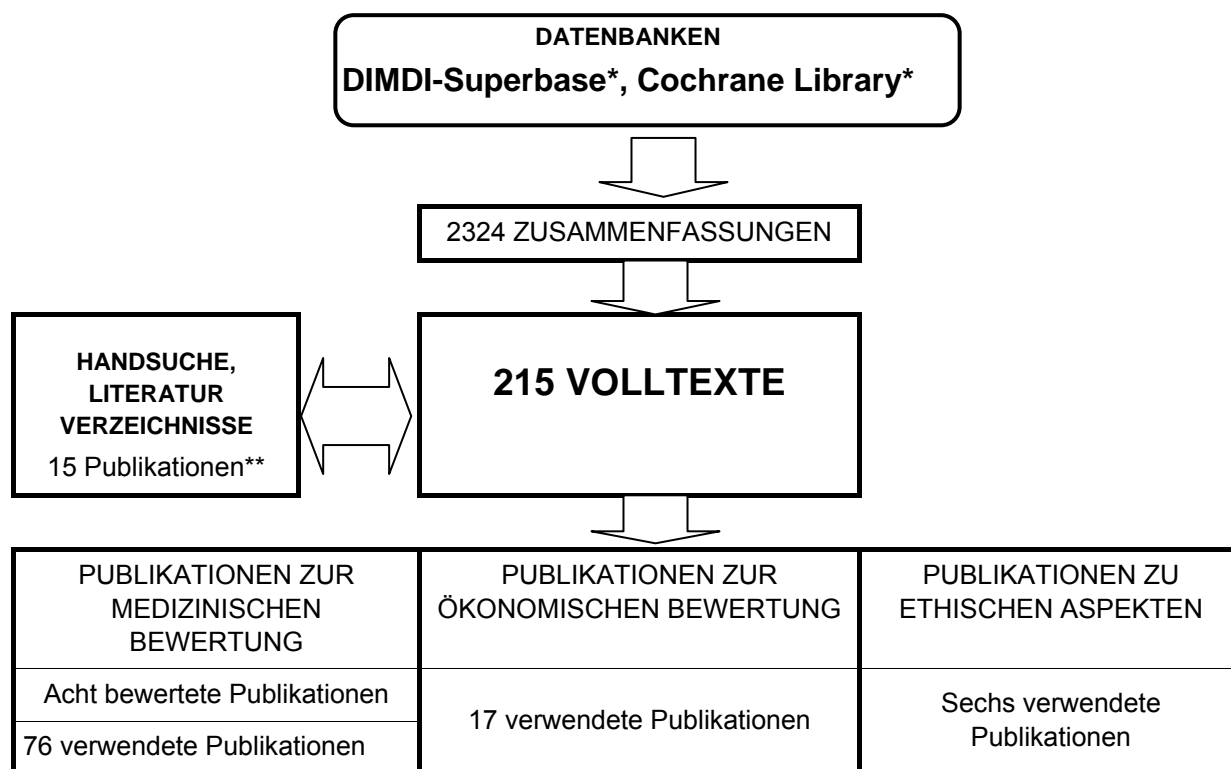 DATENBANKEN
DIMDI-Superbase*, Cochrane Library*
2324 ZUSAMMENFASSUNGEN
HANDSUCHE,
LITERATUR
VERZEICHNISSE
15 Publikationen**
215 VOLLTEXTE
PUBLIKATIONEN ZUR
MEDIZINISCHEN
BEWERTUNG
PUBLIKATIONEN ZUR
ÖKONOMISCHEN BEWERTUNG
PUBLIKATIONEN ZU
ETHISCHEN ASPEKTEN
Acht bewertete Publikationen
76 verwendete Publikationen
17 verwendete Publikationen
Sechs verwendete
Publikationen